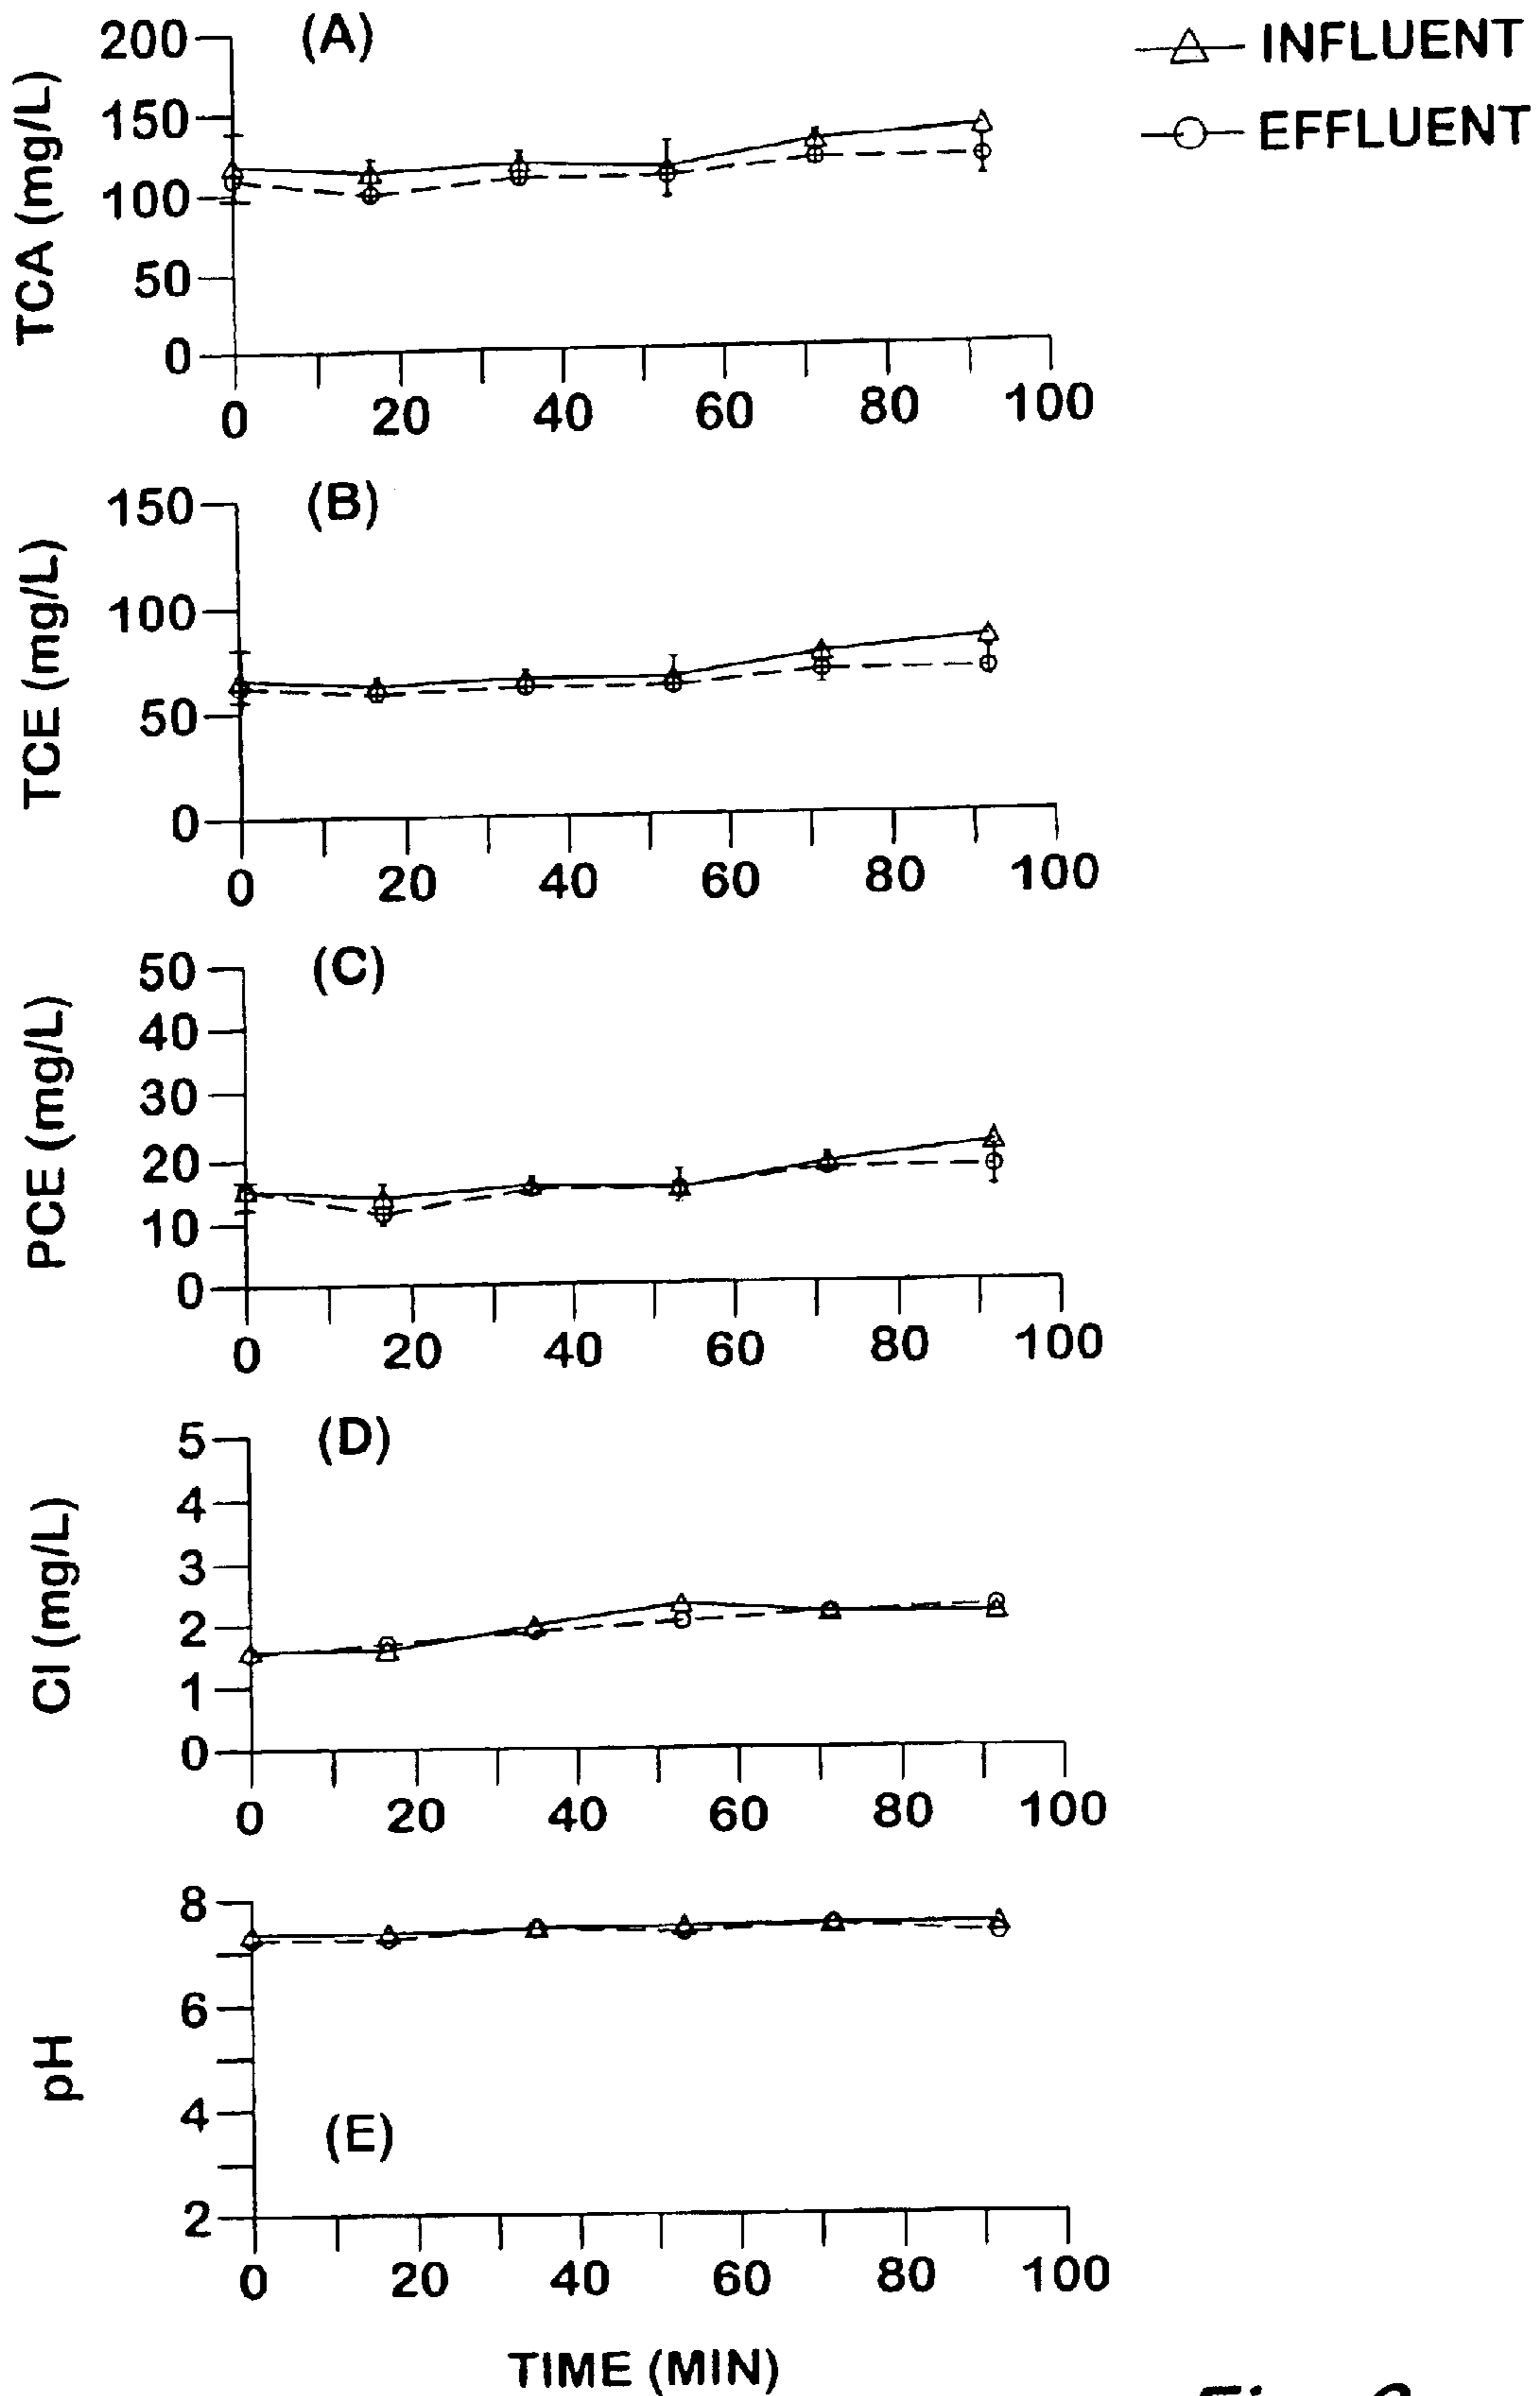 (A)
INFLUENT
EFFLUENT
TCA (mg/L)
200
150
100
50
0
0 20 40 60 80 100
(B)
TCE (mg/L)
150
100
50
0
0 20 40 60 80 100
(C)
PCE (mg/L)
50
40
30
20
10
0
0 20 40 60 80 100
(D)
Cl (mg/L)
5
4
3
2
1
0
0 20 40 60 80 100
(E)
pH
8
6
4
2
0 20 40 60 80 100
TIME (MIN)